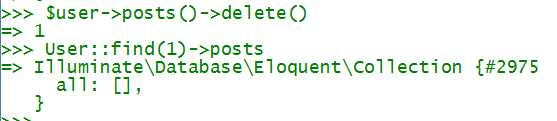 >>> $user->posts()->delete()
=> 1
>>> User::find(1)->posts
=> Illuminate\Database\Eloquent\Collection {#2975
all: [],
}
>>>